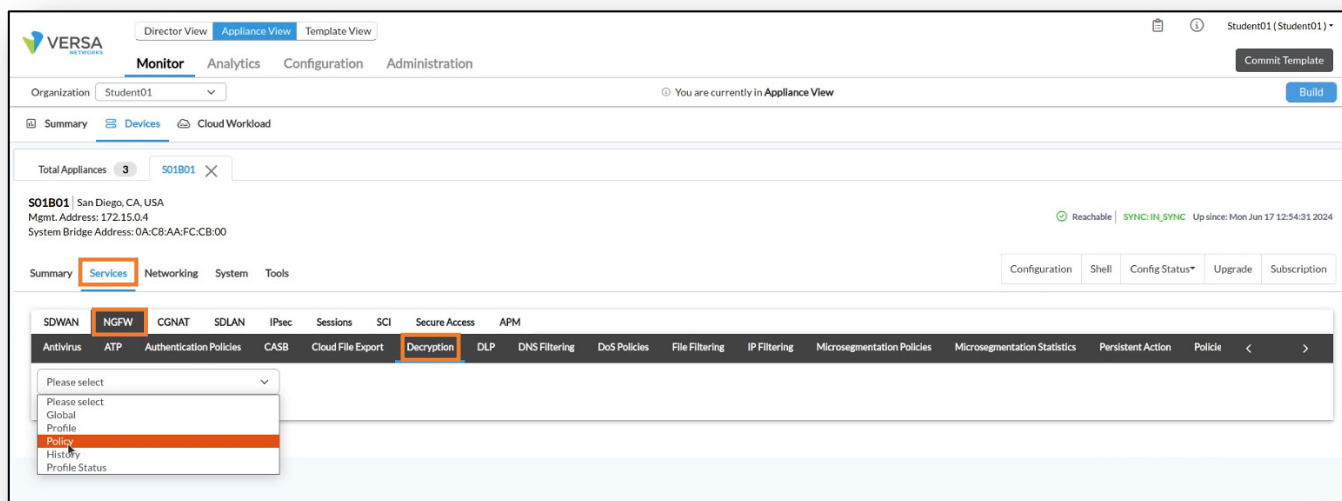 Director View Appliance View Template View
Student01 (Student01)
VERSA
NETWORKS
Monitor Analytics Configuration Administration
Commit Template
Organization Student01
You are currently in Appliance View
Build
Summary Devices Cloud Workload
Total Appliances 3 S01B01
S01B01 San Diego, CA, USA
Mgmt. Address: 172.15.0.4
System Bridge Address: 0A:C8:AA:FC:CB:00
Reachable SYNC: IN_SYNC Up since: Mon Jun 17 12:54:31 2024
Summary Services Networking System Tools
Configuration Shell Config Status Upgrade Subscription
SDWAN NGFW CGNAT SDLAN IPsec Sessions SCI Secure Access APM
Antivirus ATP Authentication Policies CASB Cloud File Export Decryption DLP DNS Filtering DoS Policies File Filtering IP Filtering Microsegmentation Policies Microsegmentation Statistics Persistent Action Policie < >
Please select
Please select
Global
Profile
Policy
History
Profile Status